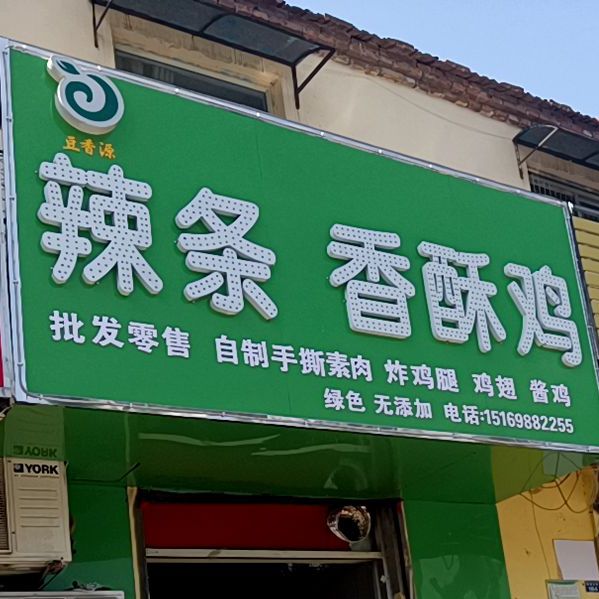 豆香源
辣条 香酥鸡
批发零售 自制手撕素肉 炸鸡腿 鸡翅 酱鸡
绿色 无添加 电话:15169882255
YORK
YORK